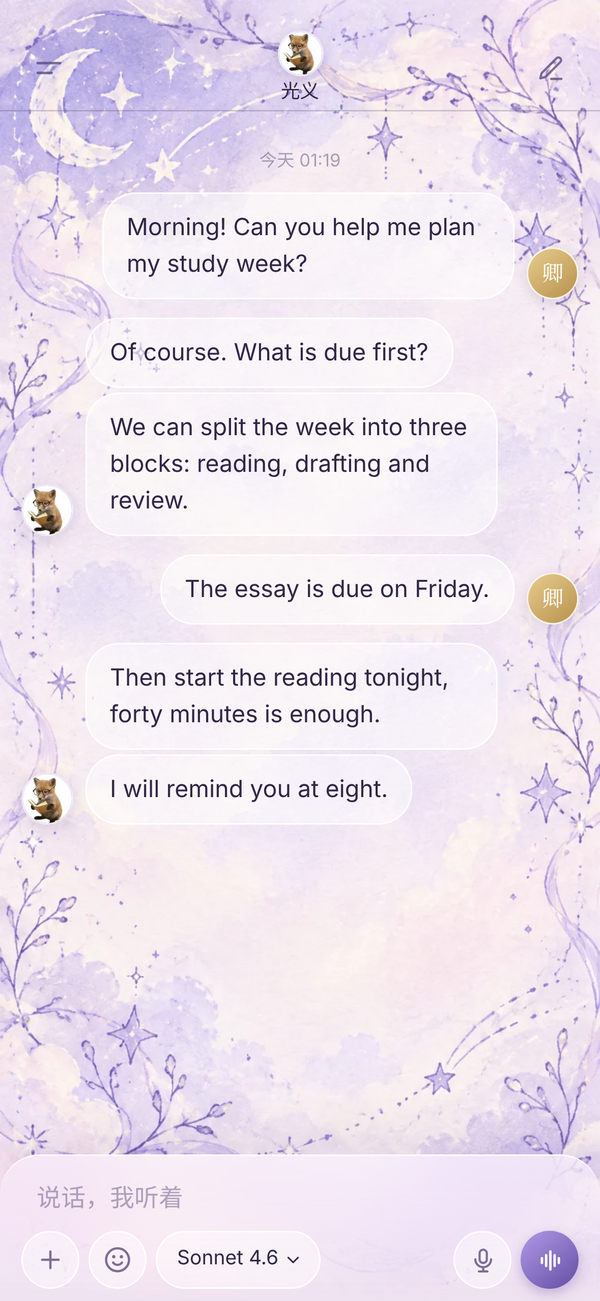 光义
今天 01:19
Morning! Can you help me plan
my study week?
卿
Of course. What is due first?
We can split the week into three
blocks: reading, drafting and
review.
The essay is due on Friday.
卿
Then start the reading tonight,
forty minutes is enough.
I will remind you at eight.
说话，我听着
Sonnet 4.6